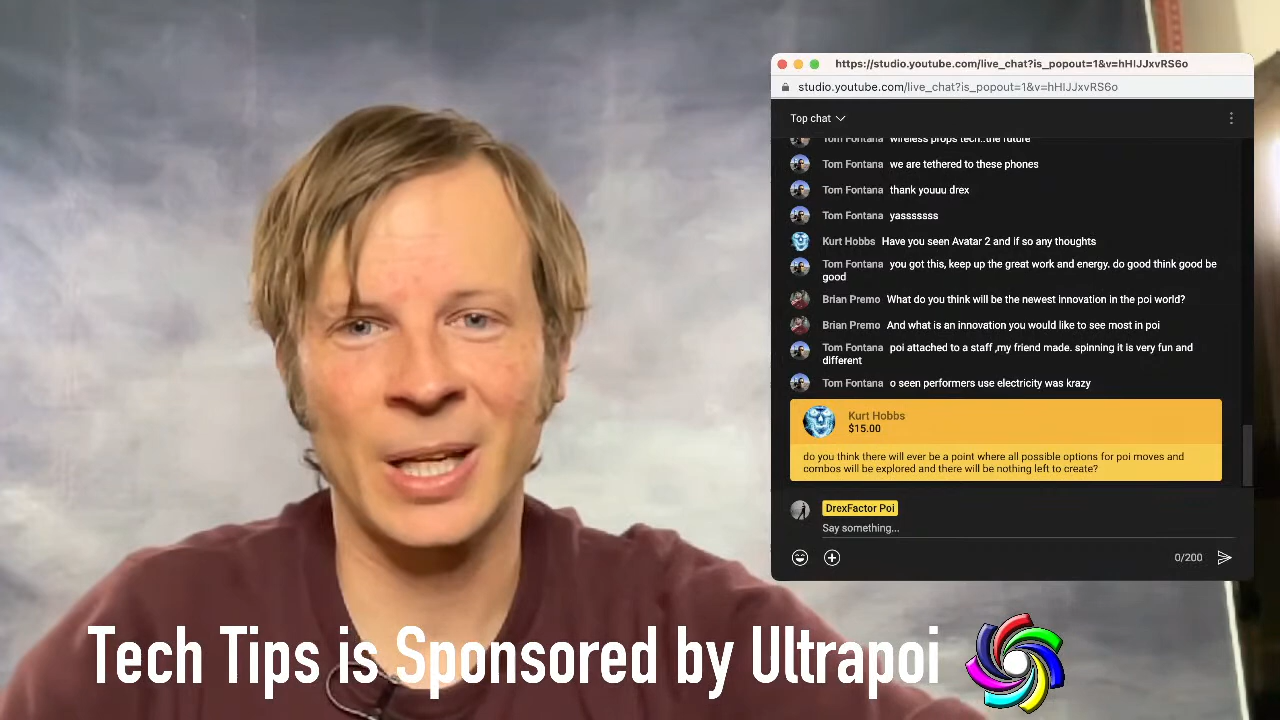 https://studio.youtube.com/live_chat?is_popout=1&v=hHIJJxvRS6o
studio.youtube.com/live_chat?is_popout=1&v=hHIJJxvRS6o
Top chat
Tom Fontana wireless props tech..the future
Tom Fontana we are tethered to these phones
Tom Fontana thank youuu drex
Tom Fontana yasssssss
Kurt Hobbs Have you seen Avatar 2 and if so any thoughts
Tom Fontana you got this, keep up the great work and energy. do good think good be
good
Brian Premo What do you think will be the newest innovation in the poi world?
Brian Premo And what is an innovation you would like to see most in poi
Tom Fontana poi attached to a staff ,my friend made. spinning it is very fun and
different
Tom Fontana o seen performers use electricity was krazy
Kurt Hobbs
$15.00
do you think there will ever be a point where all possible options for poi moves and
combos will be explored and there will be nothing left to create?
DrexFactor Poi
Say something...
0/200
Tech Tips is Sponsored by Ultrapoi